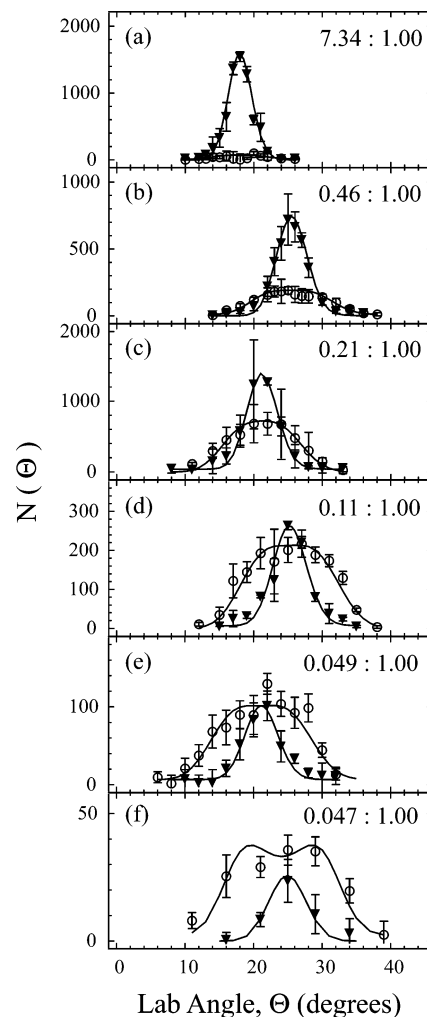 2000
(a)
7.34 : 1.00
1000
0
1000
(b)
0.46 : 1.00
500
0
2000
(c)
0.21 : 1.00
1000
0
300
(d)
0.11 : 1.00
200
100
0
(e)
0.049 : 1.00
100
0
50
(f)
0.047 : 1.00
0
0 10 20 30 40
N ( Θ )
Lab Angle, Θ (degrees)